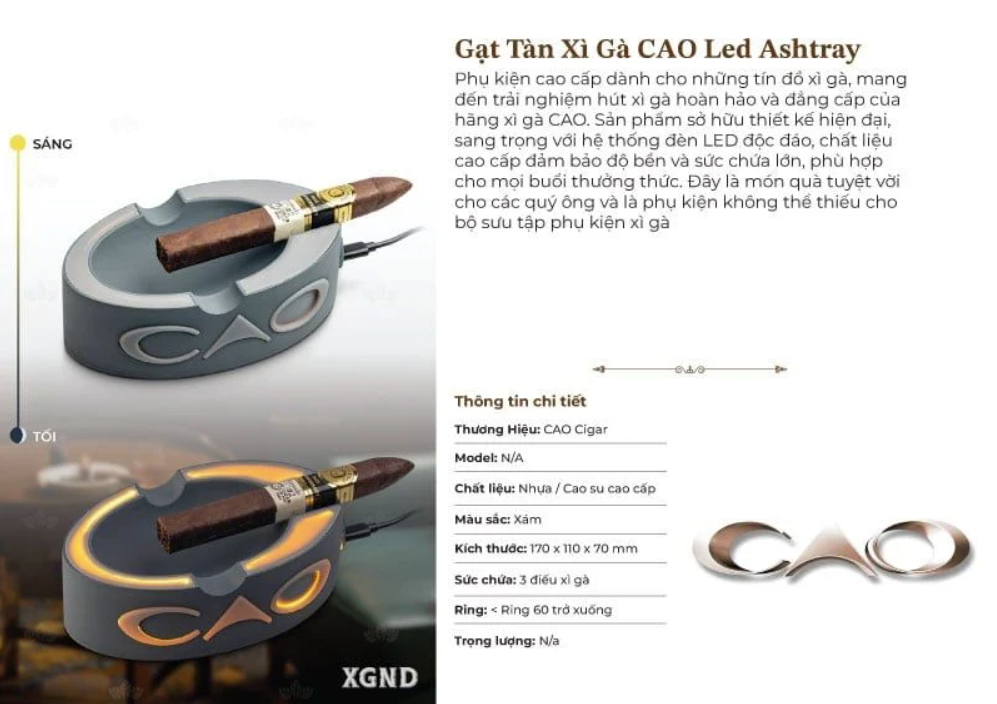 Gạt Tàn Xì Gà CAO Led Ashtray
Phụ kiện cao cấp dành cho những tín đồ xì gà, mang
đến trải nghiệm hút xì gà hoàn hảo và đẳng cấp của
hãng xì gà CAO. Sản phẩm sở hữu thiết kế hiện đại,
sang trọng với hệ thống đèn LED độc đáo, chất liệu
cao cấp đảm bảo độ bền và sức chứa lớn, phù hợp
cho mọi buổi thưởng thức. Đây là món quà tuyệt vời
cho các quý ông và là phụ kiện không thể thiếu cho
bộ sưu tập phụ kiện xì gà
SÁNG
CAO
TỐI
CAO
XGND
Thông tin chi tiết
Thương Hiệu: CAO Cigar
Model: N/A
Chất liệu: Nhựa / Cao su cao cấp
Màu sắc: Xám
Kích thước: 170 x 110 x 70 mm
Sức chứa: 3 điếu xì gà
Ring: < Ring 60 trở xuống
Trọng lượng: N/a
CAO